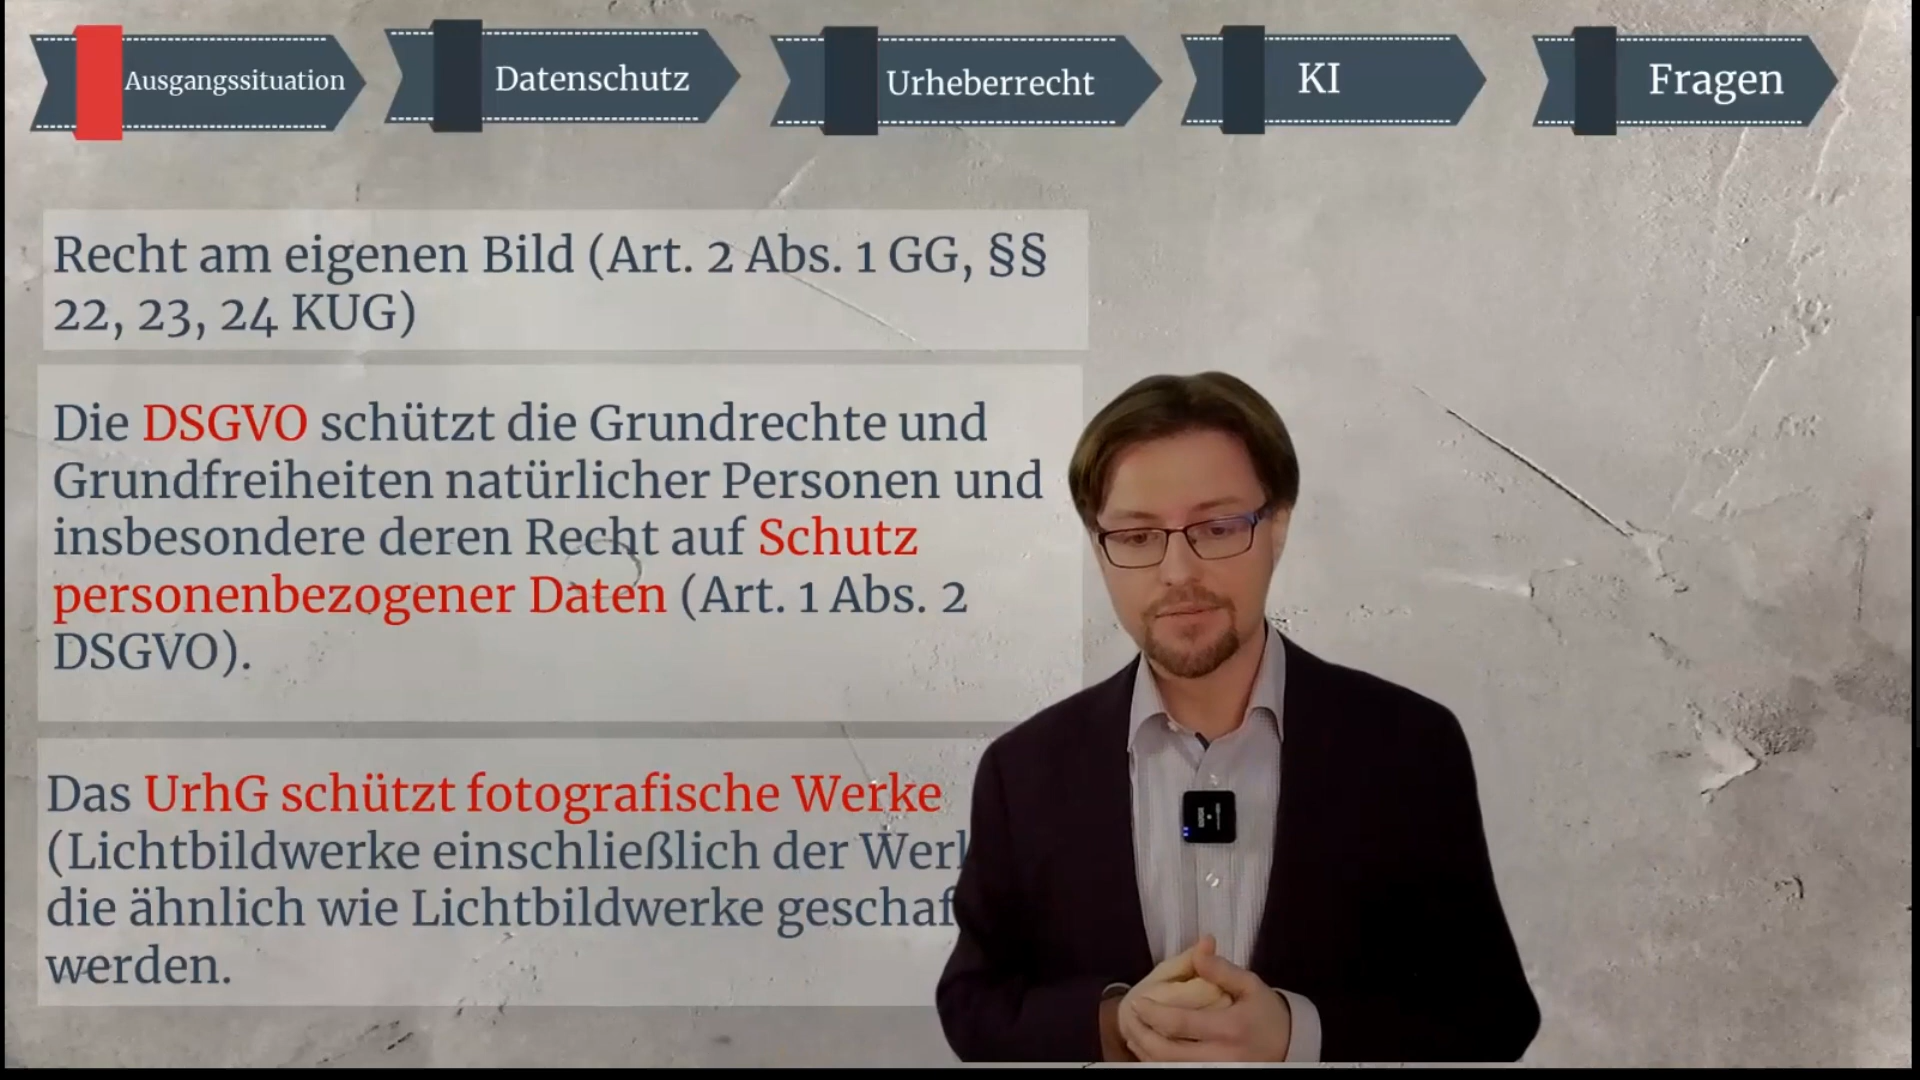 Ausgangssituation
Datenschutz
Urheberrecht
KI
Fragen
Recht am eigenen Bild (Art. 2 Abs. 1 GG, §§
22, 23, 24 KUG)
Die DSGVO schützt die Grundrechte und
Grundfreiheiten natürlicher Personen und
insbesondere deren Recht auf Schutz
personenbezogener Daten (Art. 1 Abs. 2
DSGVO).
Das UrhG schützt fotografische Werke
(Lichtbildwerke einschließlich der
die ähnlich wie Lichtbildwerke
werden.